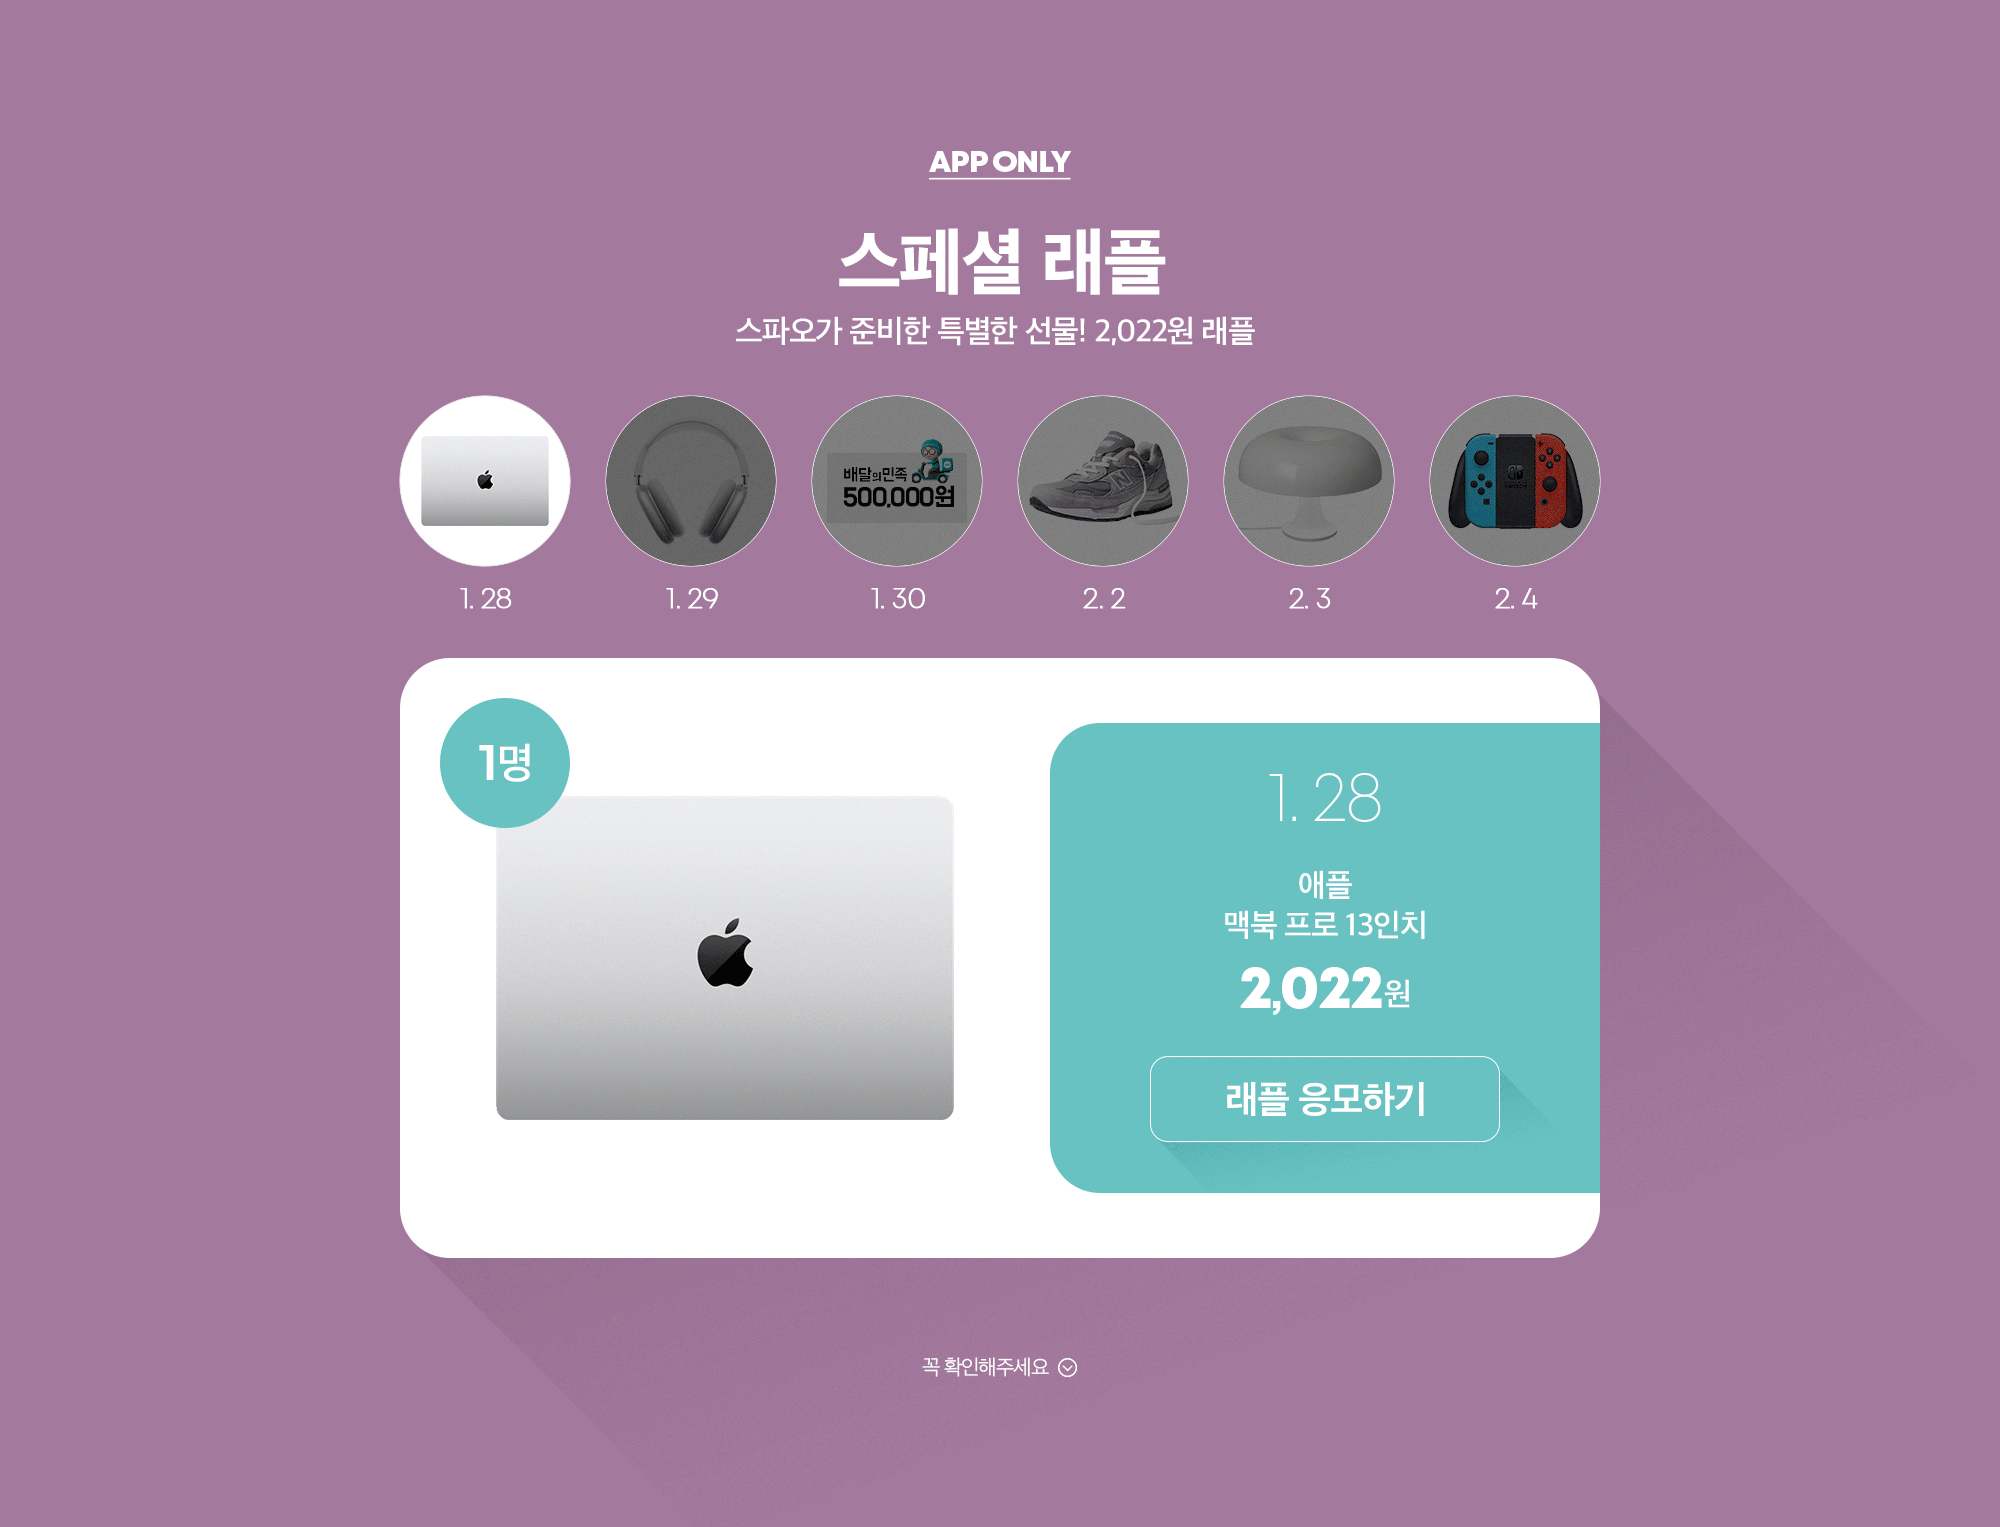 APP ONLY
스페셜 래플
스파오가 준비한 특별한 선물! 2,022원 래플
배달의민족
500,000원
1. 28
1. 29
1. 30
2. 2
2. 3
2. 4
1명
1. 28
애플
맥북 프로 13인치
2,022원
래플 응모하기
꼭 확인해주세요